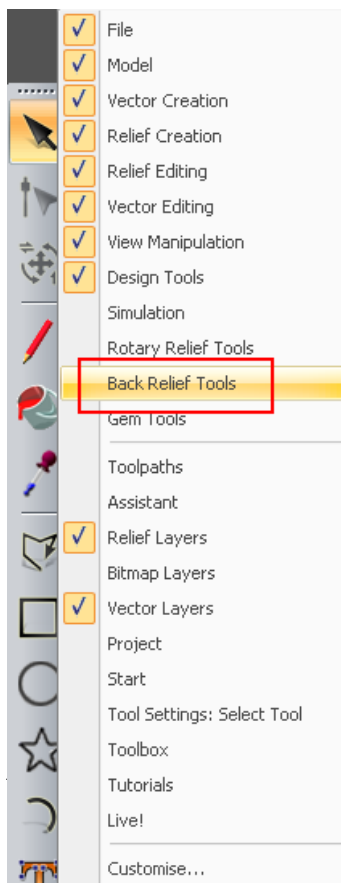 File
Model
Vector Creation
Relief Creation
Relief Editing
Vector Editing
View Manipulation
Design Tools
Simulation
Rotary Relief Tools
Back Relief Tools
Gem Tools
Toolpaths
Assistant
Relief Layers
Bitmap Layers
Vector Layers
Project
Start
Tool Settings: Select Tool
Toolbox
Tutorials
Live!
Customise...